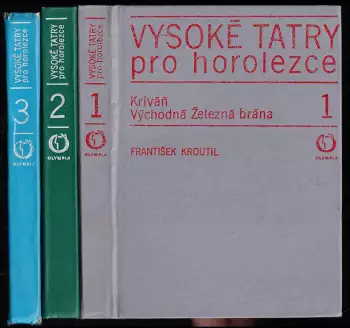 VYSOKÉ TATRY
pro horolezce
3
OLYMPIA
VYSOKÉ TATRY
pro horolezce
2
OLYMPIA
VYSOKÉ TATRY
pro horolezce
1
OLYMPIA
VYSOKÉ TATRY
pro horolezce
Kriváň
Východná Železná brána 1
FRANTIŠEK KROUTIL
OLYMPIA